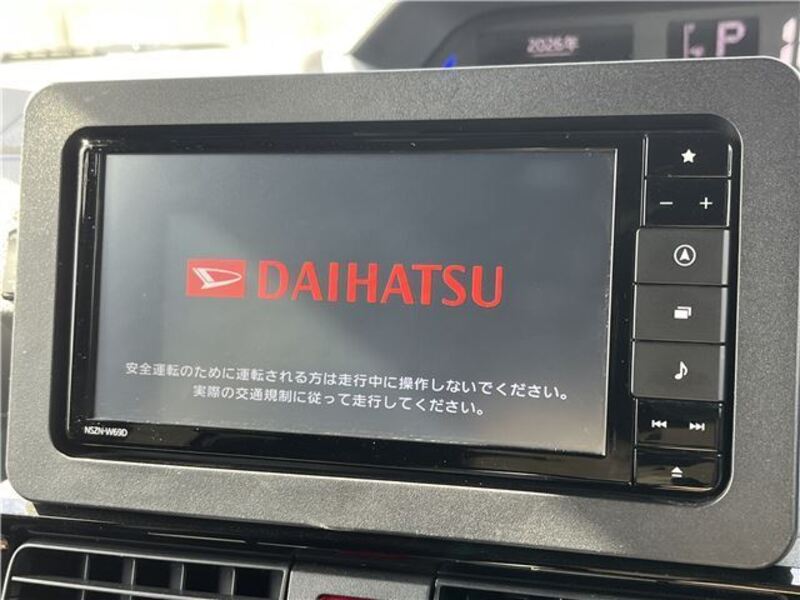 2026年
P
DAIHATSU
安全運転のために運転される方は走行中に操作しないでください。
実際の交通規制に従って走行してください。
NSZN-W69D